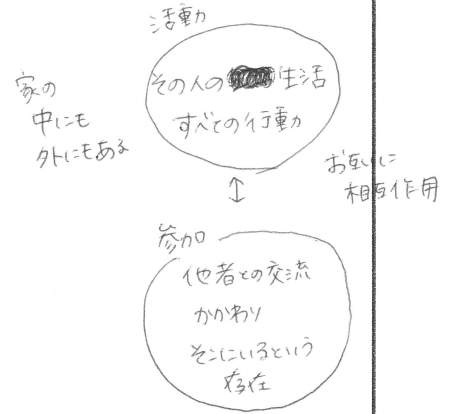 活動
その人の 生活
すべての行動
家の
中にも
外にもある
お互いに
相互作用
参加
他者との交流
かかわり
そこにいるという
存在